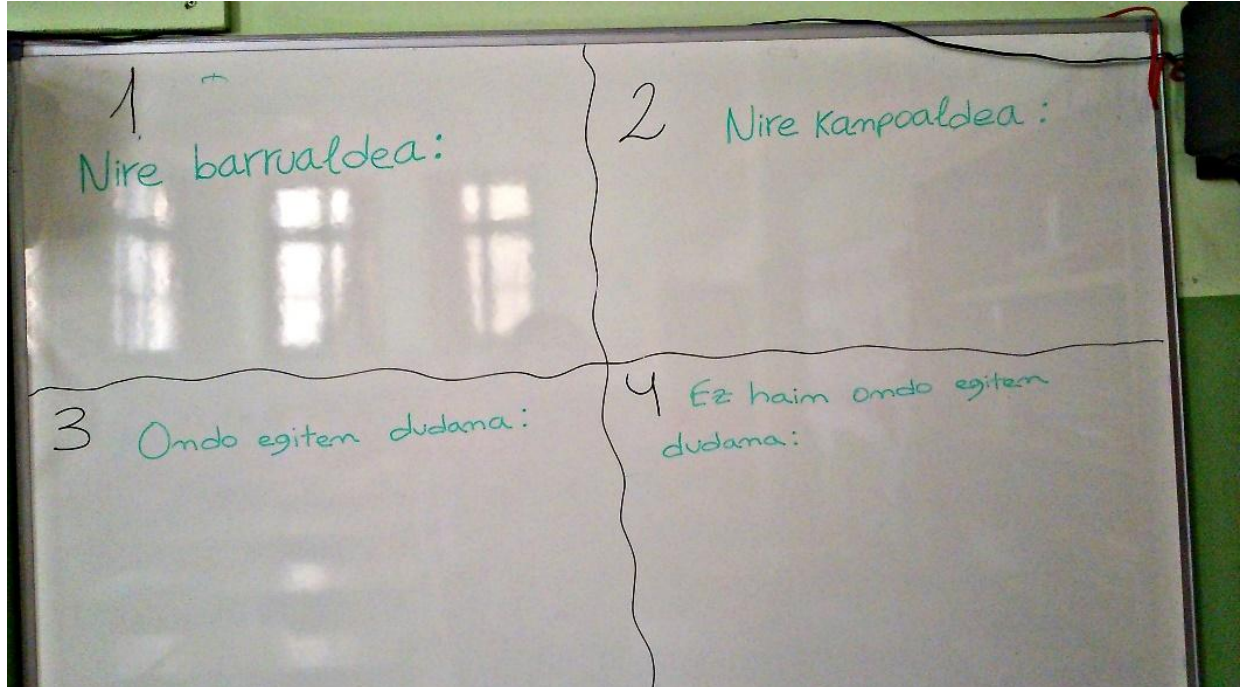 1
Nire barrualdea:
2
Nire kanpoaldea:
3
Ondo egiten dudana:
4
Ez hain ondo egiten
dudana: